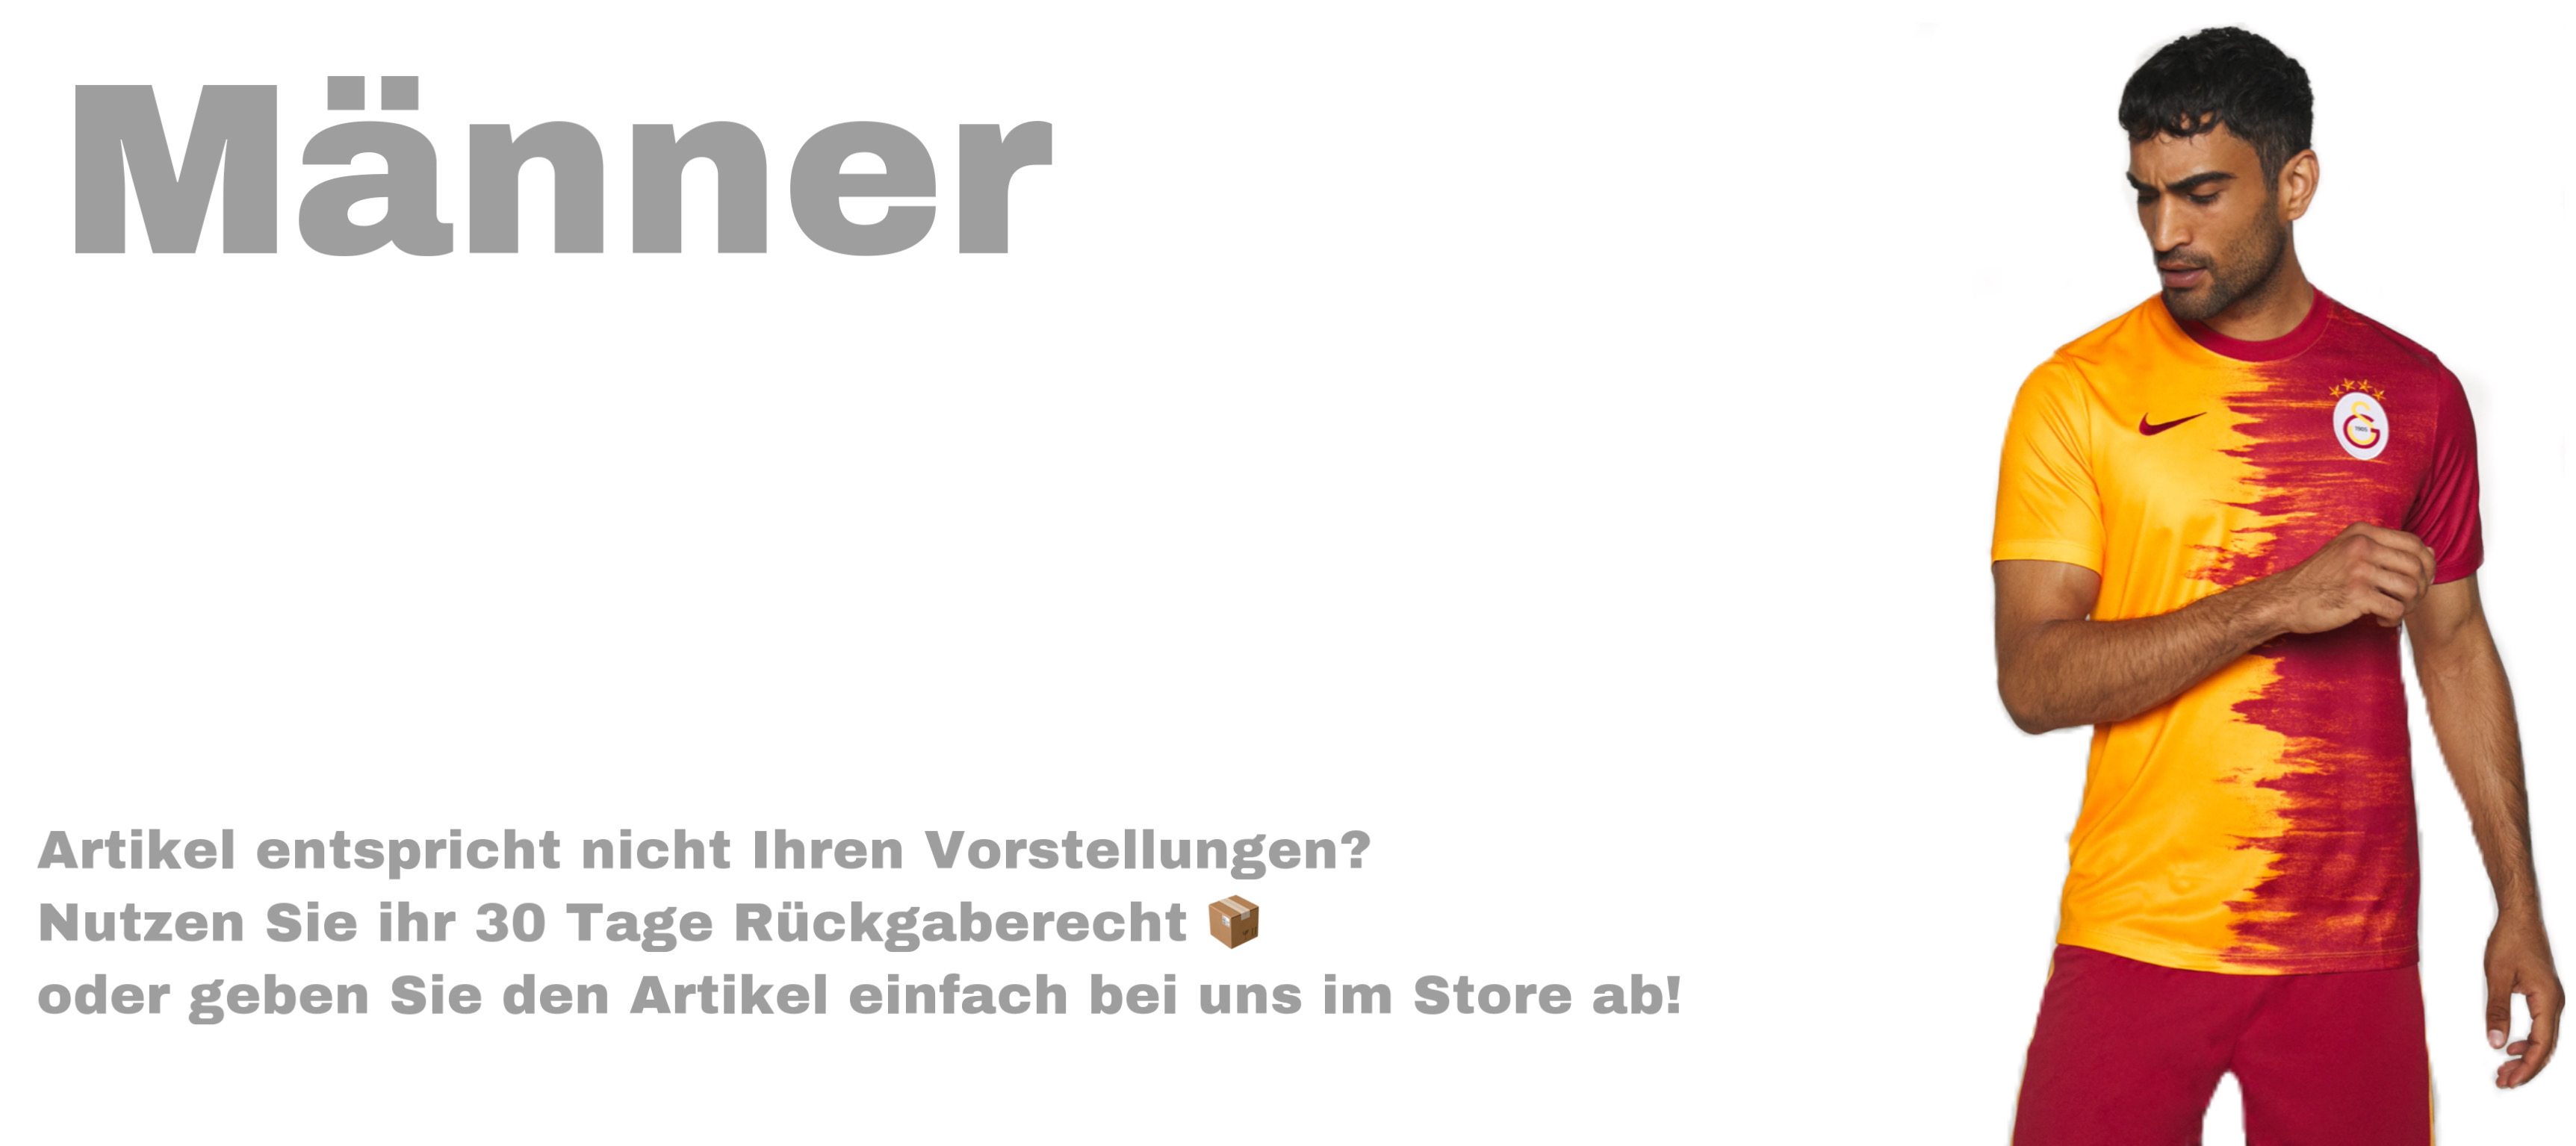 Männer
Artikel entspricht nicht Ihren Vorstellungen?
Nutzen Sie ihr 30 Tage Rückgaberecht 📦
oder geben Sie den Artikel einfach bei uns im Store ab!
1905